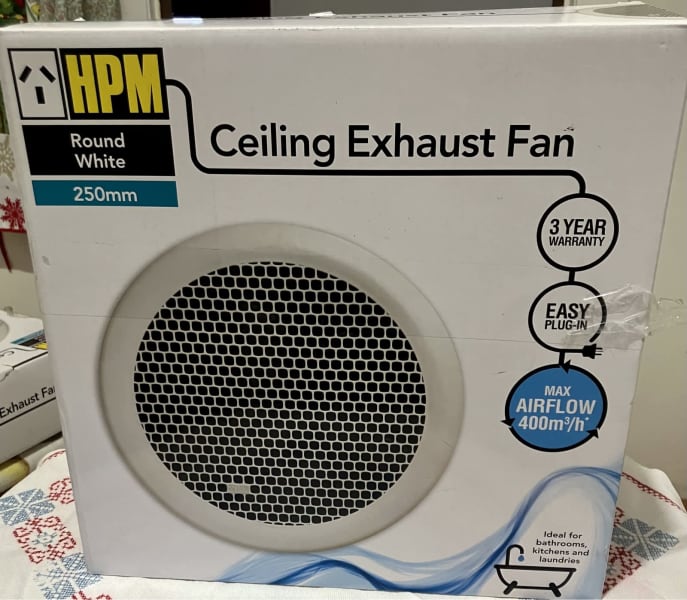 HPM
Round
White
250mm
Ceiling Exhaust Fan
3 YEAR
WARRANTY
EASY
PLUG-IN
MAX
AIRFLOW
400m³/h*
Ideal for
bathrooms,
kitchens and
laundries
Exhaust Fa